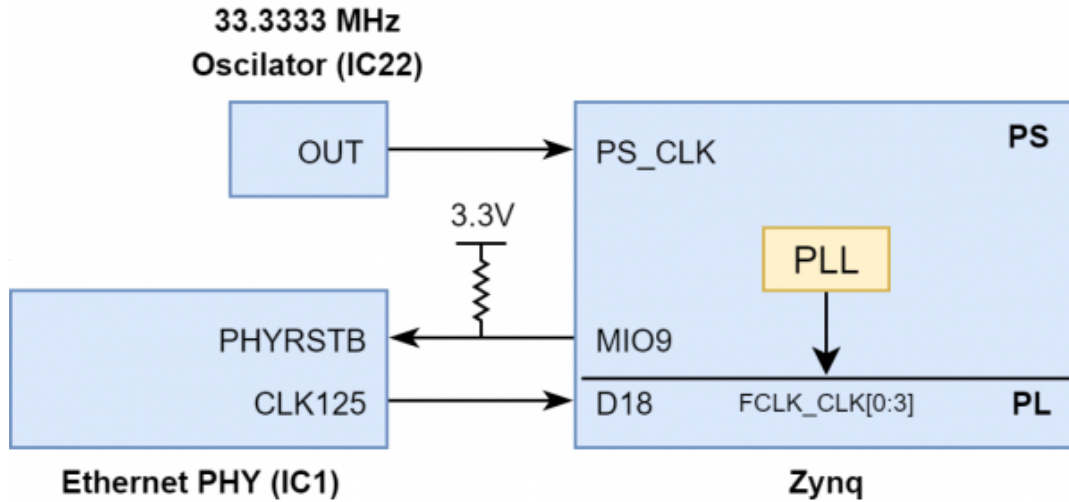 33.3333 MHz
Oscilator (IC22)
OUT
PS_CLK
PS
3.3V
PLL
PHYRSTB
MIO9
CLK125
D18
FCLK_CLK[0:3]
PL
Ethernet PHY (IC1)
Zynq